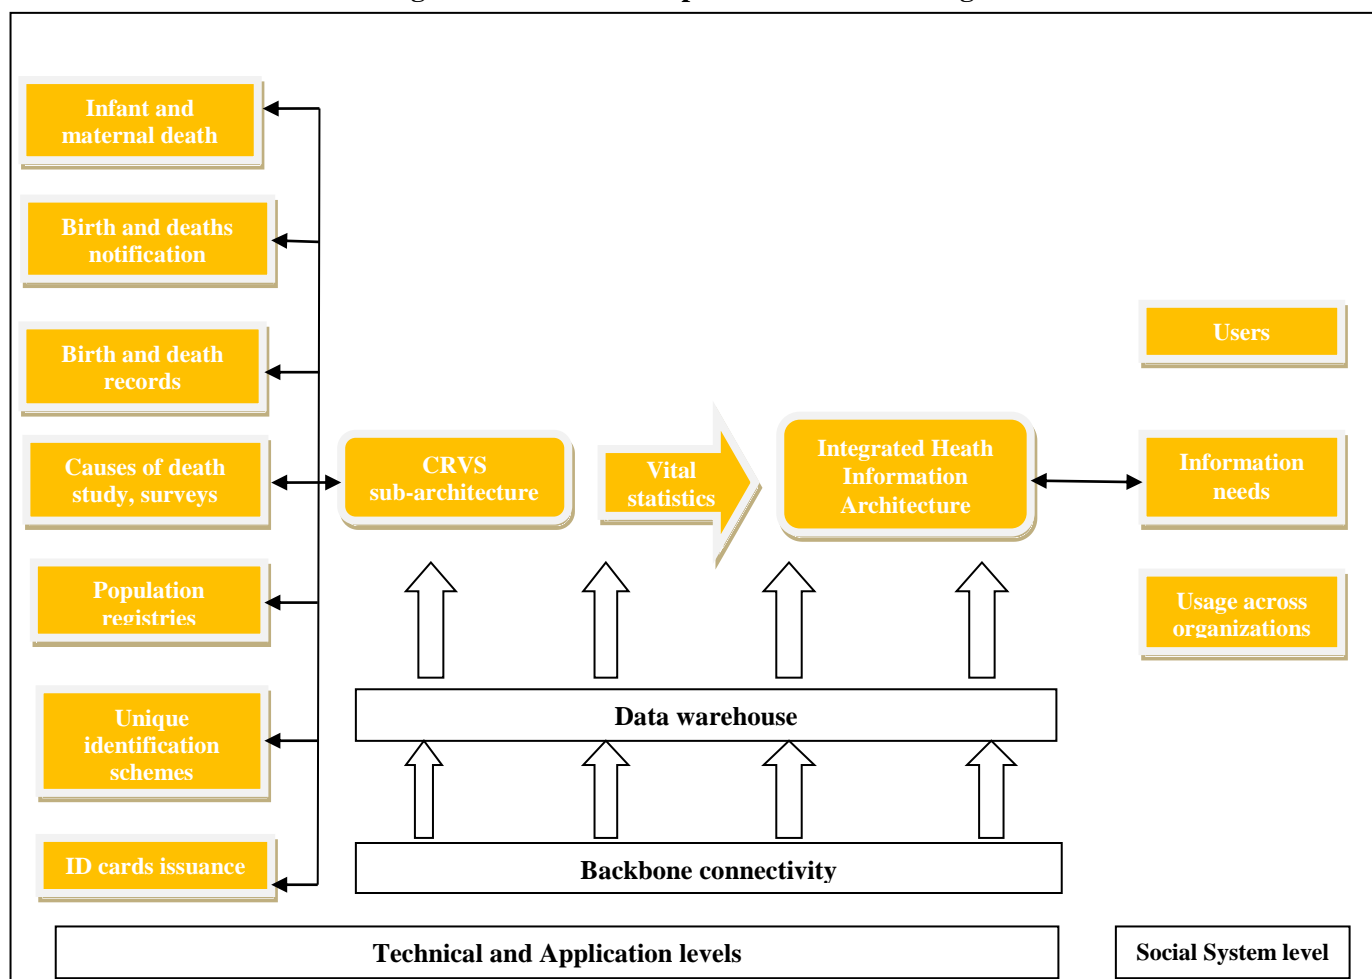 Infant and
maternal death
Birth and deaths
notification
Birth and death
records
Causes of death
study, surveys
Population
registries
Unique
identification
schemes
ID cards issuance
CRVS
sub-architecture
Vital
statistics
Integrated Heath
Information
Architecture
Users
Information
needs
Usage across
organizations
Data warehouse
Backbone connectivity
Technical and Application levels
Social System level